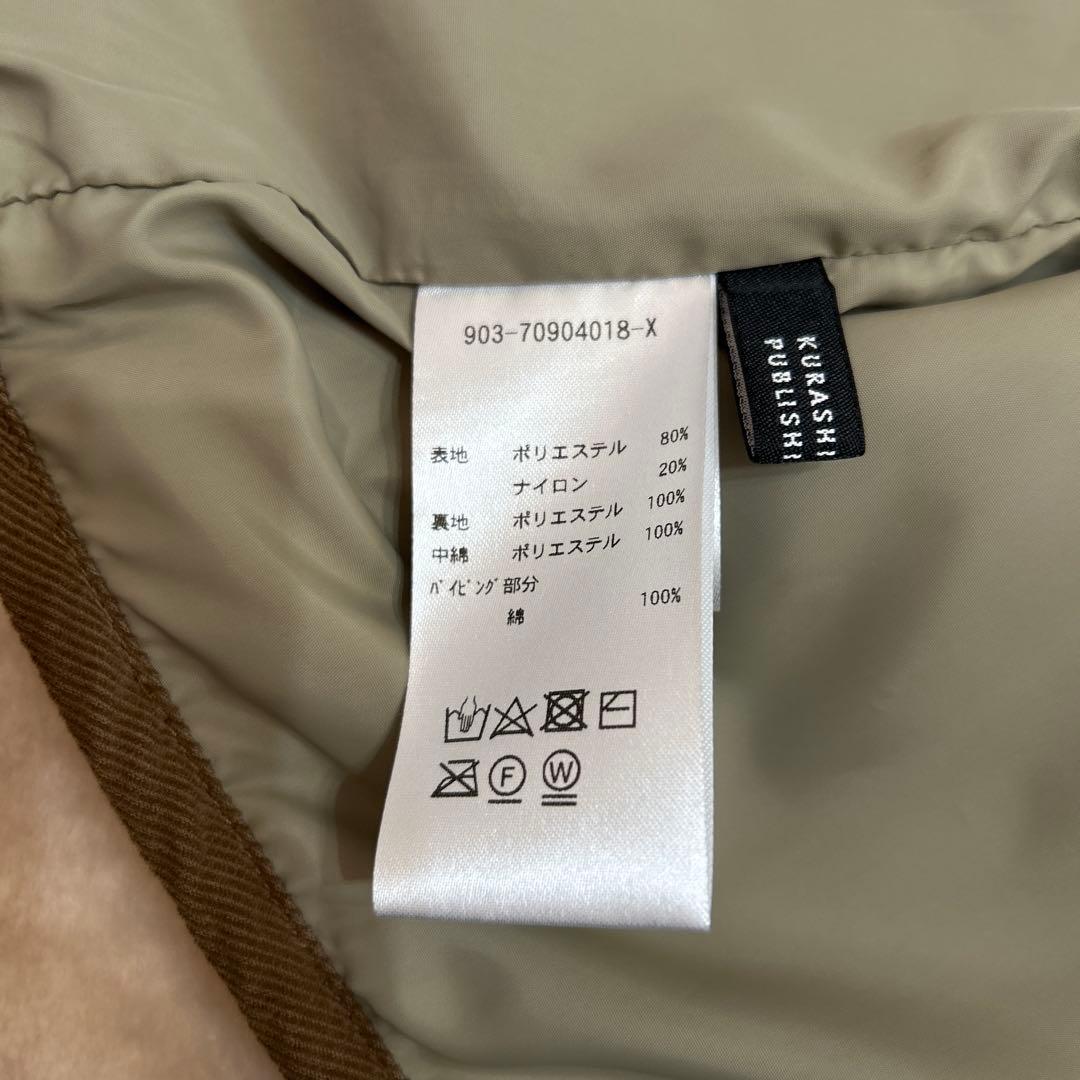 903-70904018-X
表地 ポリエステル 80%
ナイロン 20%
裏地 ポリエステル 100%
中綿 ポリエステル 100%
ﾊﾟｲﾋﾟﾝｸﾞ部分
綿 100%
F W
KURASHI
PUBLISHI